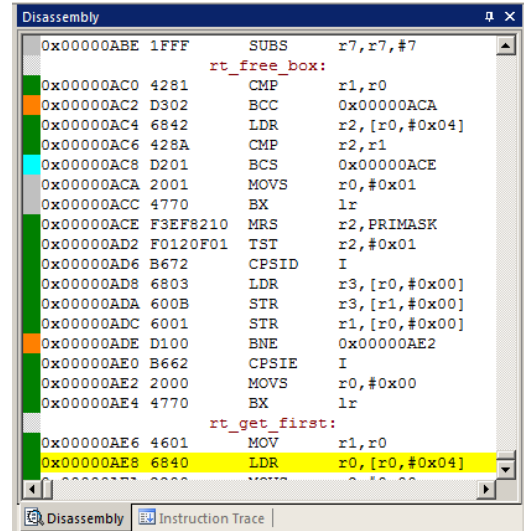 Disassembly
0x00000ABE 1FFF SUBS r7,r7,#7
rt_free_box:
0x00000AC0 4281 CMP r1,r0
0x00000AC2 D302 BCC 0x00000ACA
0x00000AC4 6842 LDR r2,[r0,#0x04]
0x00000AC6 428A CMP r2,r1
0x00000AC8 D201 BCS 0x00000ACE
0x00000ACA 2001 MOVS r0,#0x01
0x00000ACC 4770 BX lr
0x00000ACE F3EF8210 MRS r2,PRIMASK
0x00000AD2 F0120F01 TST r2,#0x01
0x00000AD6 B672 CPSID I
0x00000AD8 6803 LDR r3,[r0,#0x00]
0x00000ADA 600B STR r3,[r1,#0x00]
0x00000ADC 6001 STR r1,[r0,#0x00]
0x00000ADE D100 BNE 0x00000AE2
0x00000AE0 B662 CPSIE I
0x00000AE2 2000 MOVS r0,#0x00
0x00000AE4 4770 BX lr
rt_get_first:
0x00000AE6 4601 MOV r1,r0
0x00000AE8 6840 LDR r0,[r0,#0x04]
Disassembly Instruction Trace